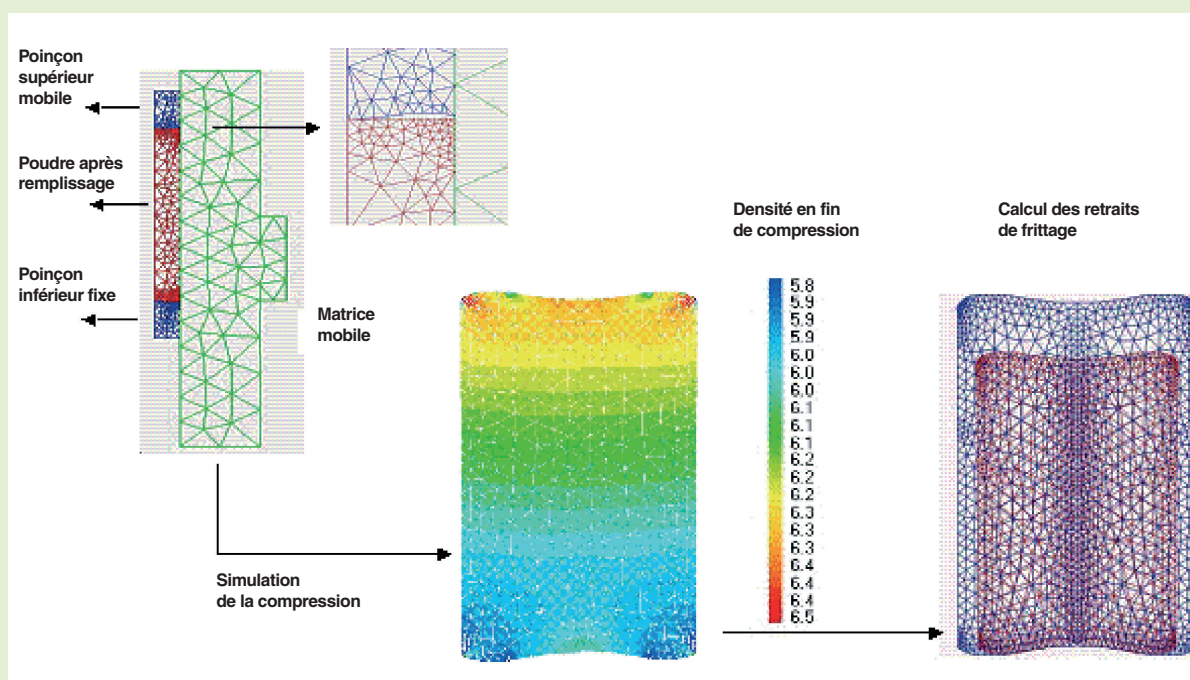 Poinçon
supérieur
mobile
Poudre après
remplissage
Poinçon
inférieur fixe
Matrice
mobile
Simulation
de la compression
Densité en fin
de compression
5.8
5.9
5.9
5.9
6.0
6.0
6.0
6.1
6.1
6.1
6.2
6.2
6.3
6.3
6.4
6.4
6.4
6.5
Calcul des retraits
de frittage